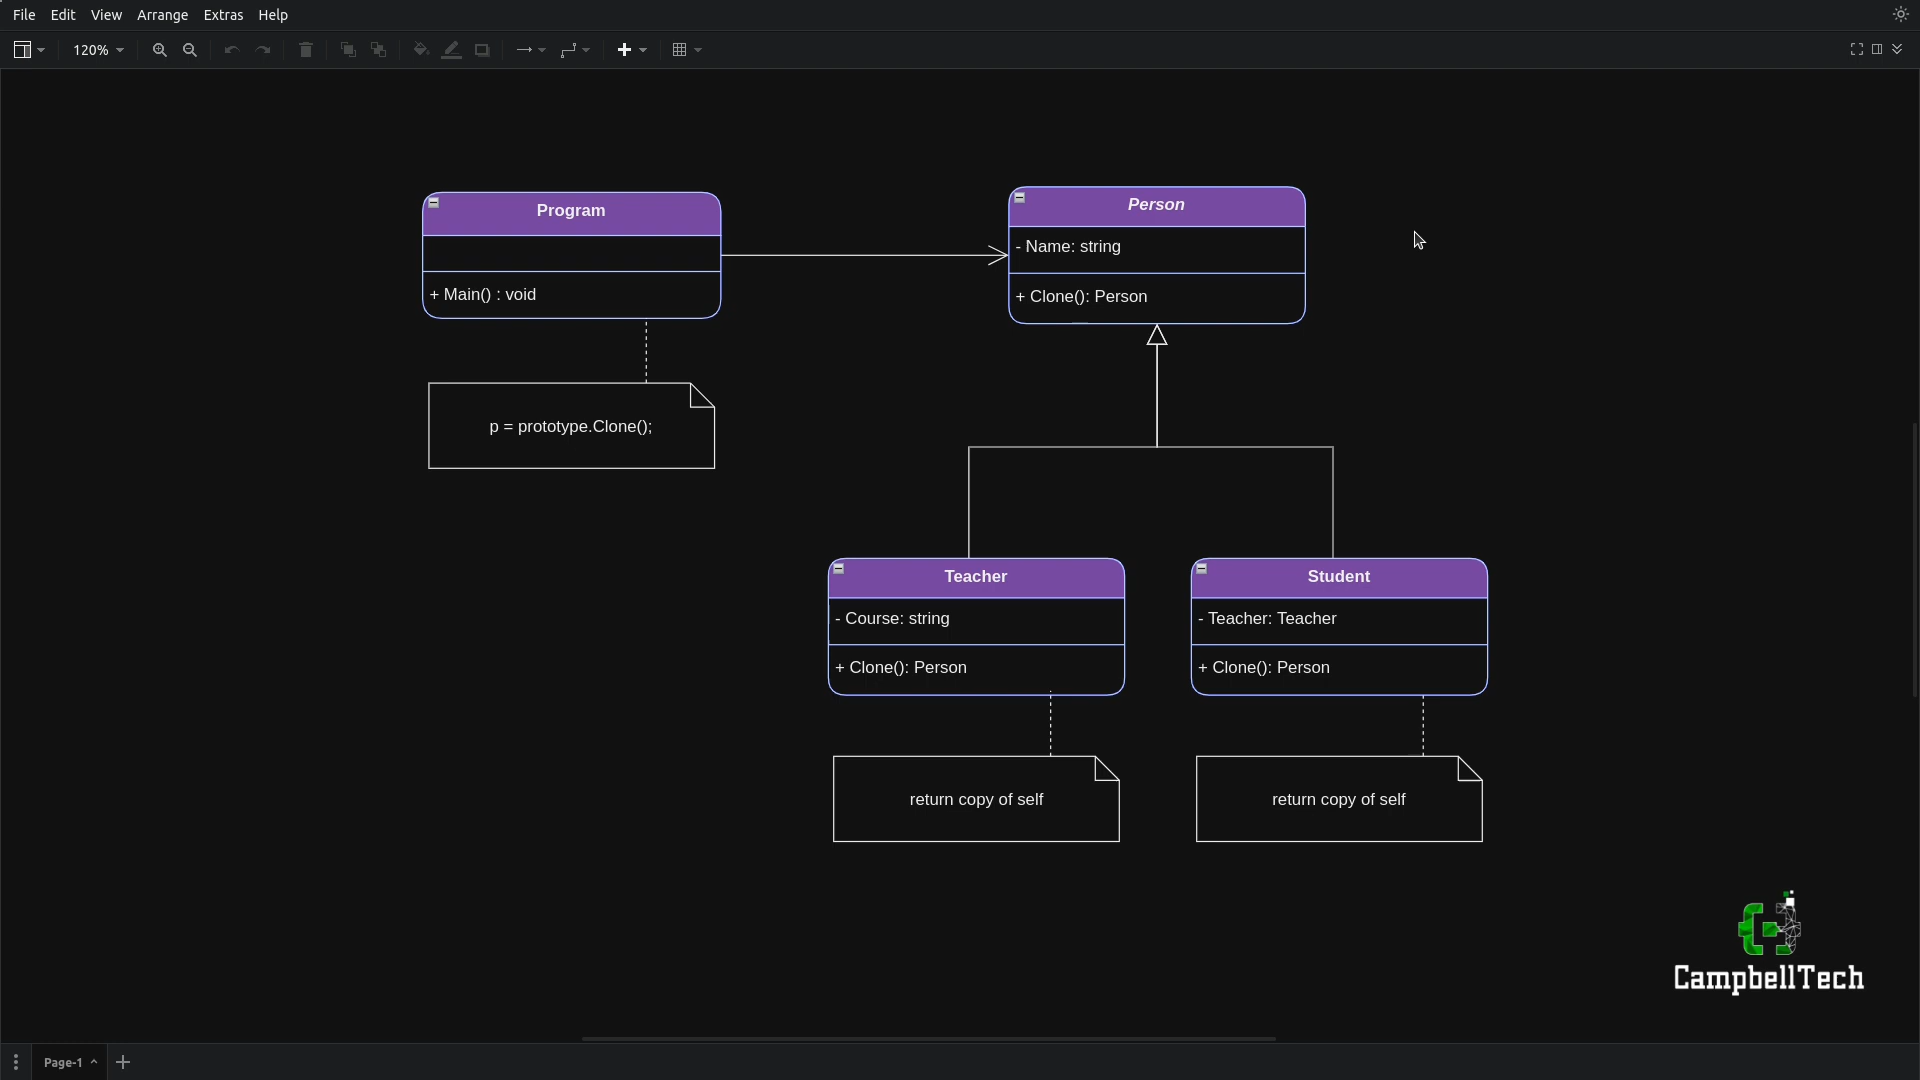 File Edit View Arrange Extras Help
120%
Program
+ Main() : void
p = prototype.Clone();
Person
- Name: string
+ Clone(): Person
Teacher
- Course: string
+ Clone(): Person
return copy of self
Student
- Teacher: Teacher
+ Clone(): Person
return copy of self
CampbellTech
Page-1